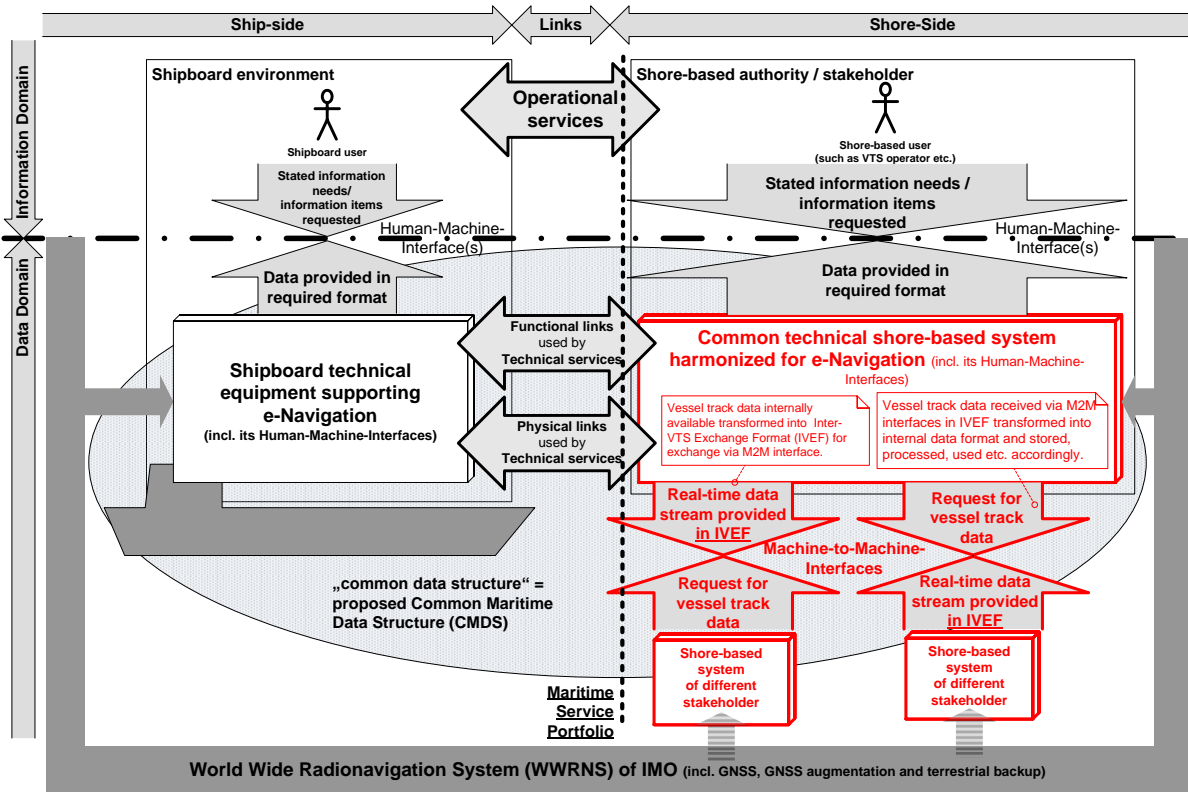 Ship-side
Links
Shore-Side
Information Domain
Data Domain
Shipboard environment
Shore-based authority / stakeholder
Operational
services
Shipboard user
Shore-based user
(such as VTS operator etc.)
Stated information
needs/
information items
requested
Stated information needs /
information items
requested
Human-Machine-
Interface(s)
Human-Machine-
Interface(s)
Data provided in
required format
Data provided in
required format
Shipboard technical
equipment supporting
e-Navigation
(incl. its Human-Machine-Interfaces)
Functional links
used by
Technical services
Physical links
used by
Technical services
Common technical shore-based system
harmonized for e-Navigation (incl. its Human-Machine-
Interfaces)
Vessel track data internally
available transformed into Inter-
VTS Exchange Format (IVEF) for
exchange via M2M interface.
Vessel track data received via M2M
interfaces in IVEF transformed into
internal data format and stored,
processed, used etc. accordingly.
Real-time data
stream provided
in IVEF
Request for
vessel track
data
Machine-to-Machine-
Interfaces
Request for
vessel track
data
Real-time data
stream provided
in IVEF
„common data structure“ =
proposed Common Maritime
Data Structure (CMDS)
Shore-based
system
of different
stakeholder
Shore-based
system
of different
stakeholder
Maritime
Service
Portfolio
World Wide Radionavigation System (WWRNS) of IMO (incl. GNSS, GNSS augmentation and terrestrial backup)